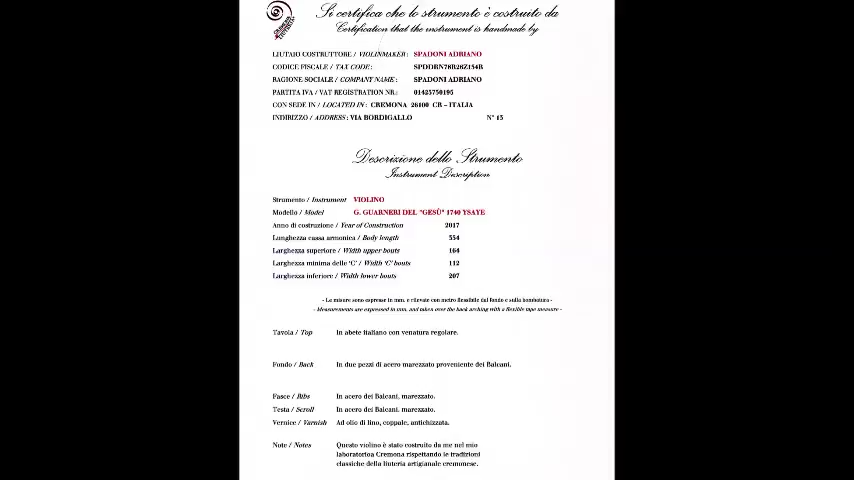 Si certifica che lo strumento è costruito da
Certification that the instrument is handmade by
LIUTAIO COSTRUTTORE / VIOLINMAKER : SPADONI ADRIANO
CODICE FISCALE / TAX CODE : SPDDRN78R26Z154B
RAGIONE SOCIALE / COMPANY NAME : SPADONI ADRIANO
PARTITA IVA / VAT REGISTRATION NR.: 01425750195
CON SEDE IN / LOCATED IN : CREMONA 26100 CR – ITALIA
INDIRIZZO / ADRESS : VIA BORDIGALLO N° 15
Descrizione dello Strumento
Instrument Description
Strumento / Instrument VIOLINO
Modello / Model G. GUARNERI DEL "GESÙ" 1740 YSAYE
Anno di costruzione / Year of Construction 2017
Lunghezza cassa armonica / Body length 354
Larghezza superiore / Width upper bouts 164
Larghezza minima delle 'C' / Width 'C' bouts 112
Larghezza inferiore / Width lower bouts 207
- Le misure sono espresse in mm. e rilevate con metro flessibile dal fondo e sulla bombatura -
- Measurements are expressed in mm. and taken over the back arching with a flexible tape measure -
Tavola / Top In abete italiano con venatura regolare.
Fondo / Back In due pezzi di acero marezzato proveniente dei Balcani.
Fasce / Ribs In acero dei Balcani, marezzato.
Testa / Scroll In acero dei Balcani, marezzato.
Vernice / Varnish Ad olio di lino, coppale, antichizzata.
Note / Notes Questo violino è stato costruito da me nel mio
laboratorioa Cremona rispettando le tradizioni
classiche della liuteria artigianale cremonese.